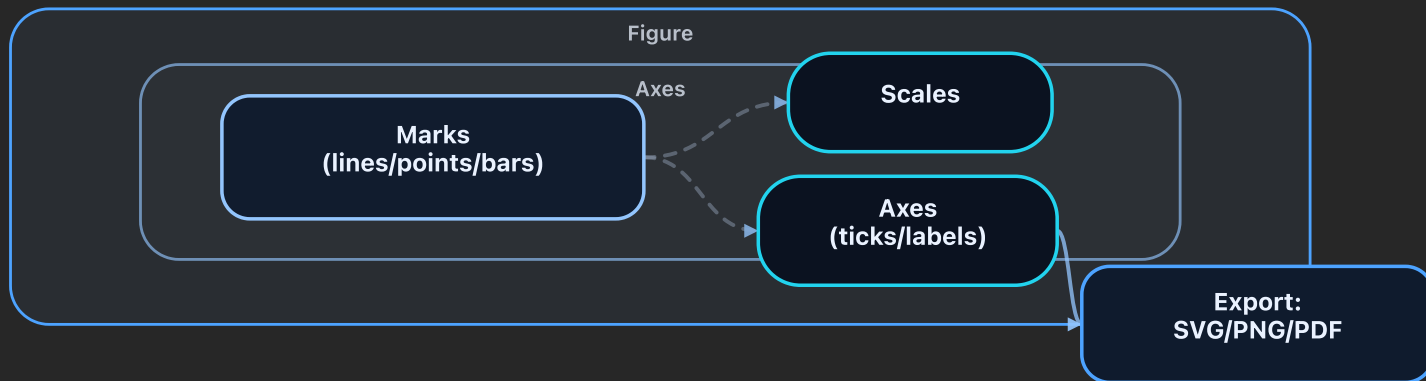 Figure
Axes
Marks
(lines/points/bars)
Scales
Axes
(ticks/labels)
Export:
SVG/PNG/PDF